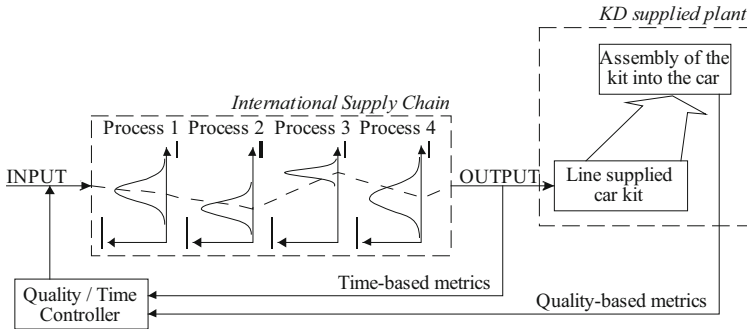 KD supplied plant
Assembly of the
kit into the car
International Supply Chain
Process 1 Process 2 Process 3 Process 4
INPUT
OUTPUT
Line supplied
car kit
Time-based metrics
Quality / Time
Controller
Quality-based metrics